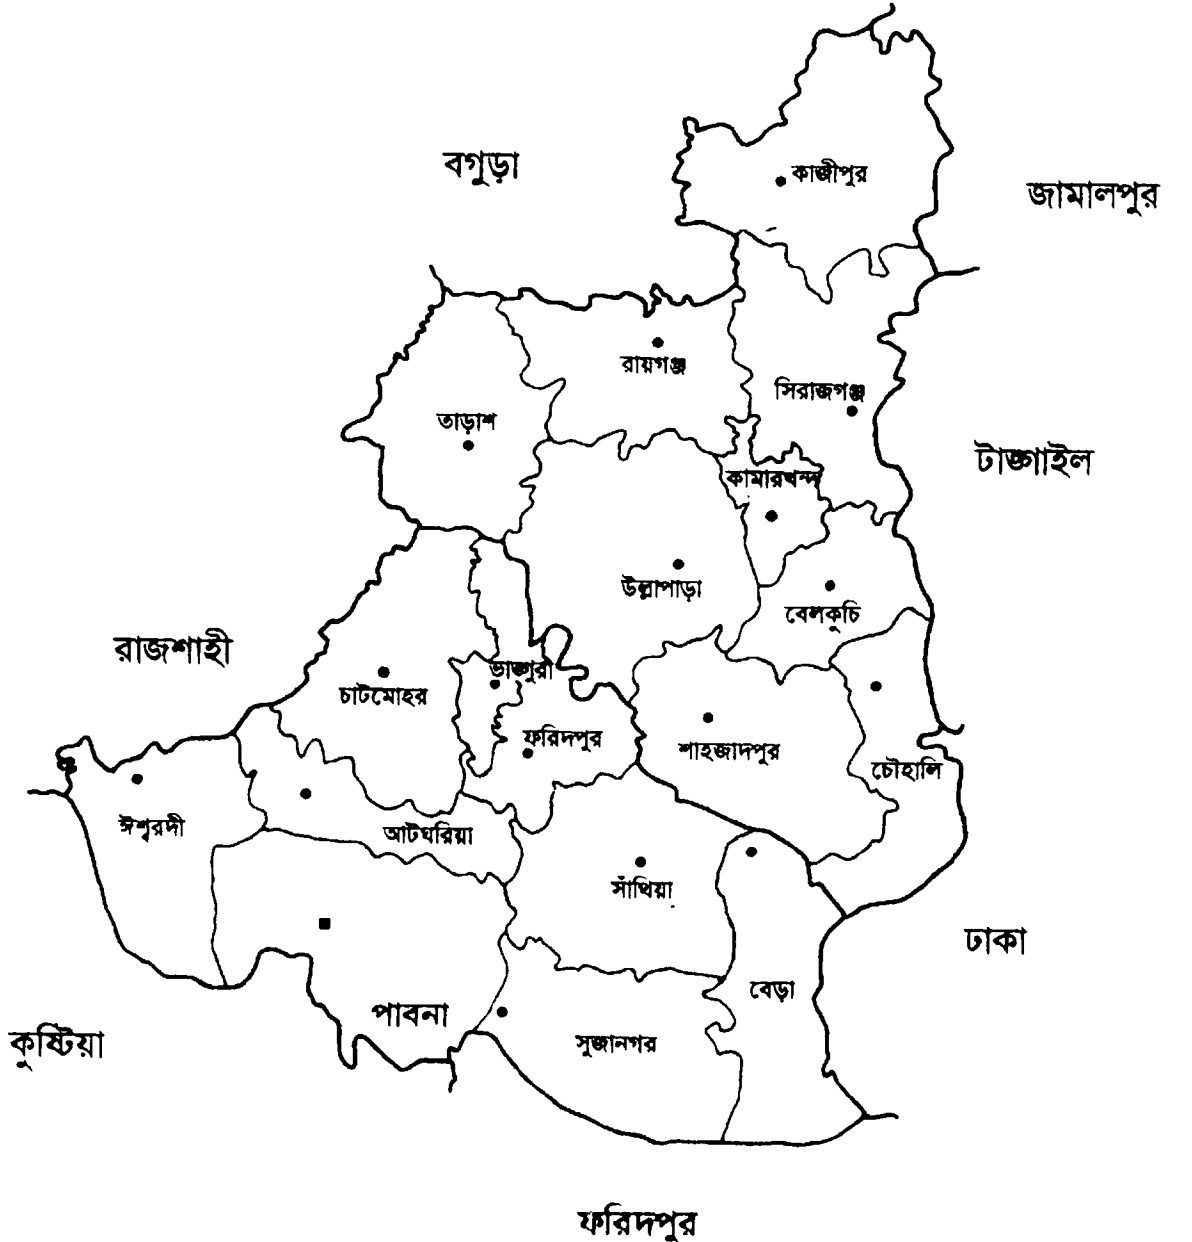 বগুড়া
কাজীপুর
জামালপুর
রায়গঞ্জ
সিরাজগঞ্জ
তাড়াশ
টাঙ্গাইল
কামারখন্দ
উল্লাপাড়া
বেলকুচি
রাজশাহী
ভাঙ্গুরা
চাটমোহর
ফরিদপুর
শাহজাদপুর
চৌহালি
ঈশ্বরদী
আটঘরিয়া
সাঁথিয়া
ঢাকা
বেড়া
পাবনা
কুষ্টিয়া
সুজানগর
ফরিদপুর